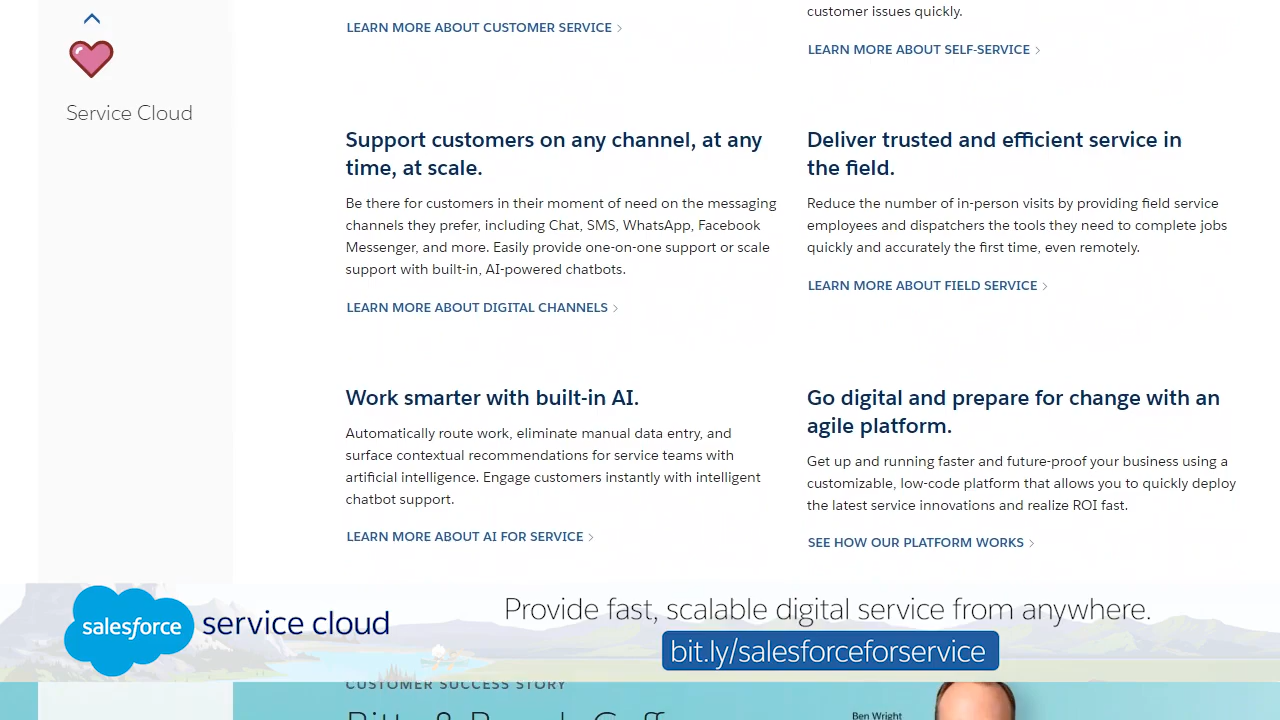 LEARN MORE ABOUT CUSTOMER SERVICE
customer issues quickly.
LEARN MORE ABOUT SELF-SERVICE
Service Cloud
Support customers on any channel, at any
time, at scale.
Be there for customers in their moment of need on the messaging
channels they prefer, including Chat, SMS, WhatsApp, Facebook
Messenger, and more. Easily provide one-on-one support or scale
support with built-in, AI-powered chatbots.
LEARN MORE ABOUT DIGITAL CHANNELS
Deliver trusted and efficient service in
the field.
Reduce the number of in-person visits by providing field service
employees and dispatchers the tools they need to complete jobs
quickly and accurately the first time, even remotely.
LEARN MORE ABOUT FIELD SERVICE
Work smarter with built-in AI.
Automatically route work, eliminate manual data entry, and
surface contextual recommendations for service teams with
artificial intelligence. Engage customers instantly with intelligent
chatbot support.
LEARN MORE ABOUT AI FOR SERVICE
Go digital and prepare for change with an
agile platform.
Get up and running faster and future-proof your business using a
customizable, low-code platform that allows you to quickly deploy
the latest service innovations and realize ROI fast.
SEE HOW OUR PLATFORM WORKS
salesforce service cloud
Provide fast, scalable digital service from anywhere.
bit.ly/salesforceforservice
CUSTOMER SUCCESS STORY
Ben Wright